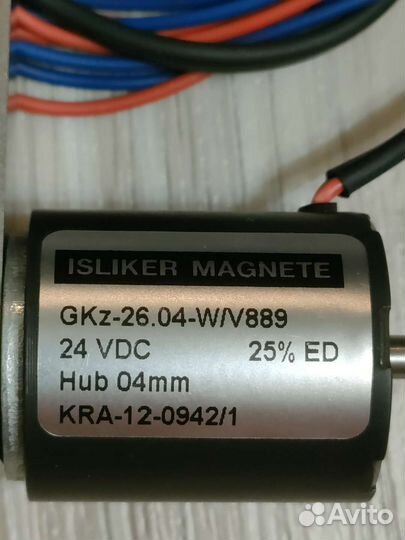 ISLIKER MAGNETE
GKz-26.04-W/V889
24 VDC 25% ED
Hub 04mm
KRA-12-0942/1
Avito